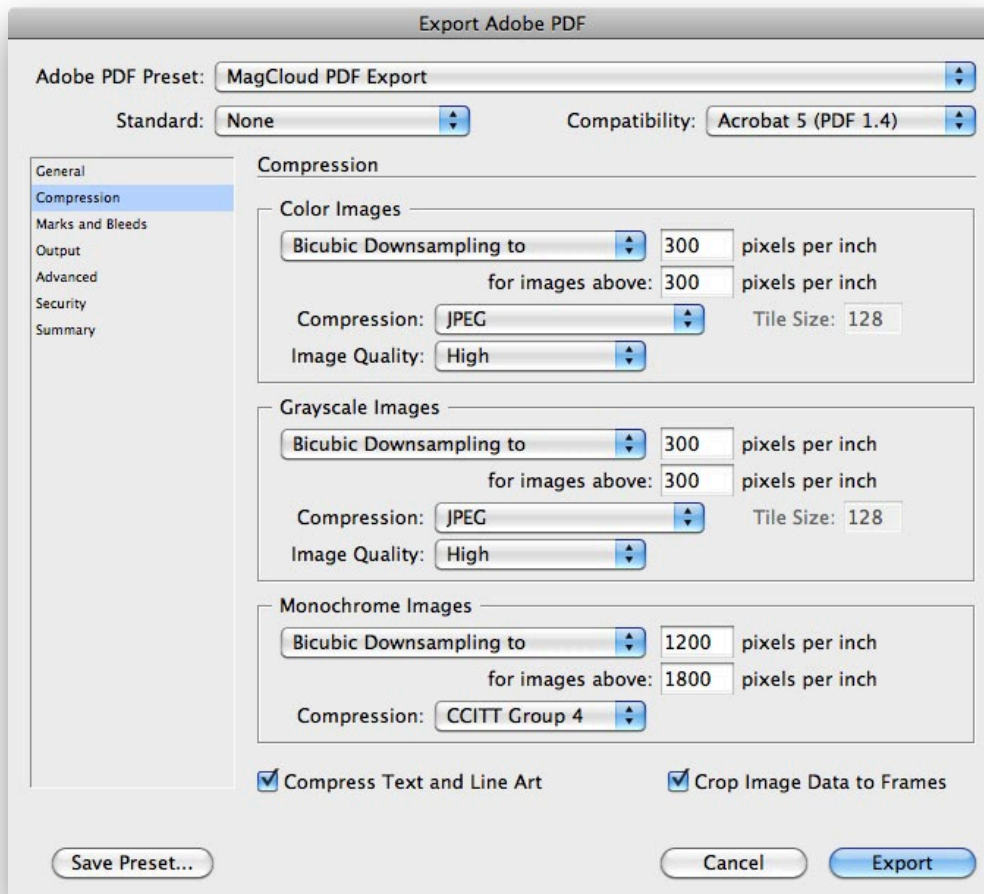 Export Adobe PDF
Adobe PDF Preset: MagCloud PDF Export
Standard: None Compatibility: Acrobat 5 (PDF 1.4)
General
Compression
Marks and Bleeds
Output
Advanced
Security
Summary
Compression
Color Images
Bicubic Downsampling to 300 pixels per inch
for images above: 300 pixels per inch
Compression: JPEG Tile Size: 128
Image Quality: High
Grayscale Images
Bicubic Downsampling to 300 pixels per inch
for images above: 300 pixels per inch
Compression: JPEG Tile Size: 128
Image Quality: High
Monochrome Images
Bicubic Downsampling to 1200 pixels per inch
for images above: 1800 pixels per inch
Compression: CCITT Group 4
Compress Text and Line Art Crop Image Data to Frames
Save Preset... Cancel Export